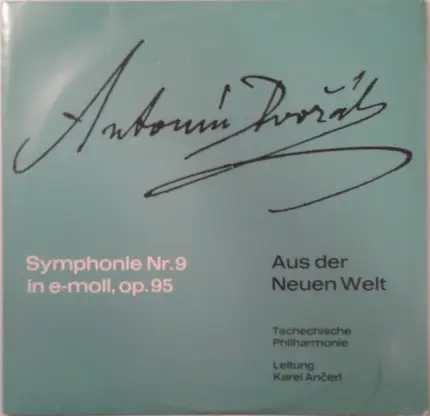 Antonín Dvořák
Symphonie Nr. 9
in e-moll, op. 95
Aus der
Neuen Welt
Tschechische
Philharmonie
Leitung
Karel Ančerl